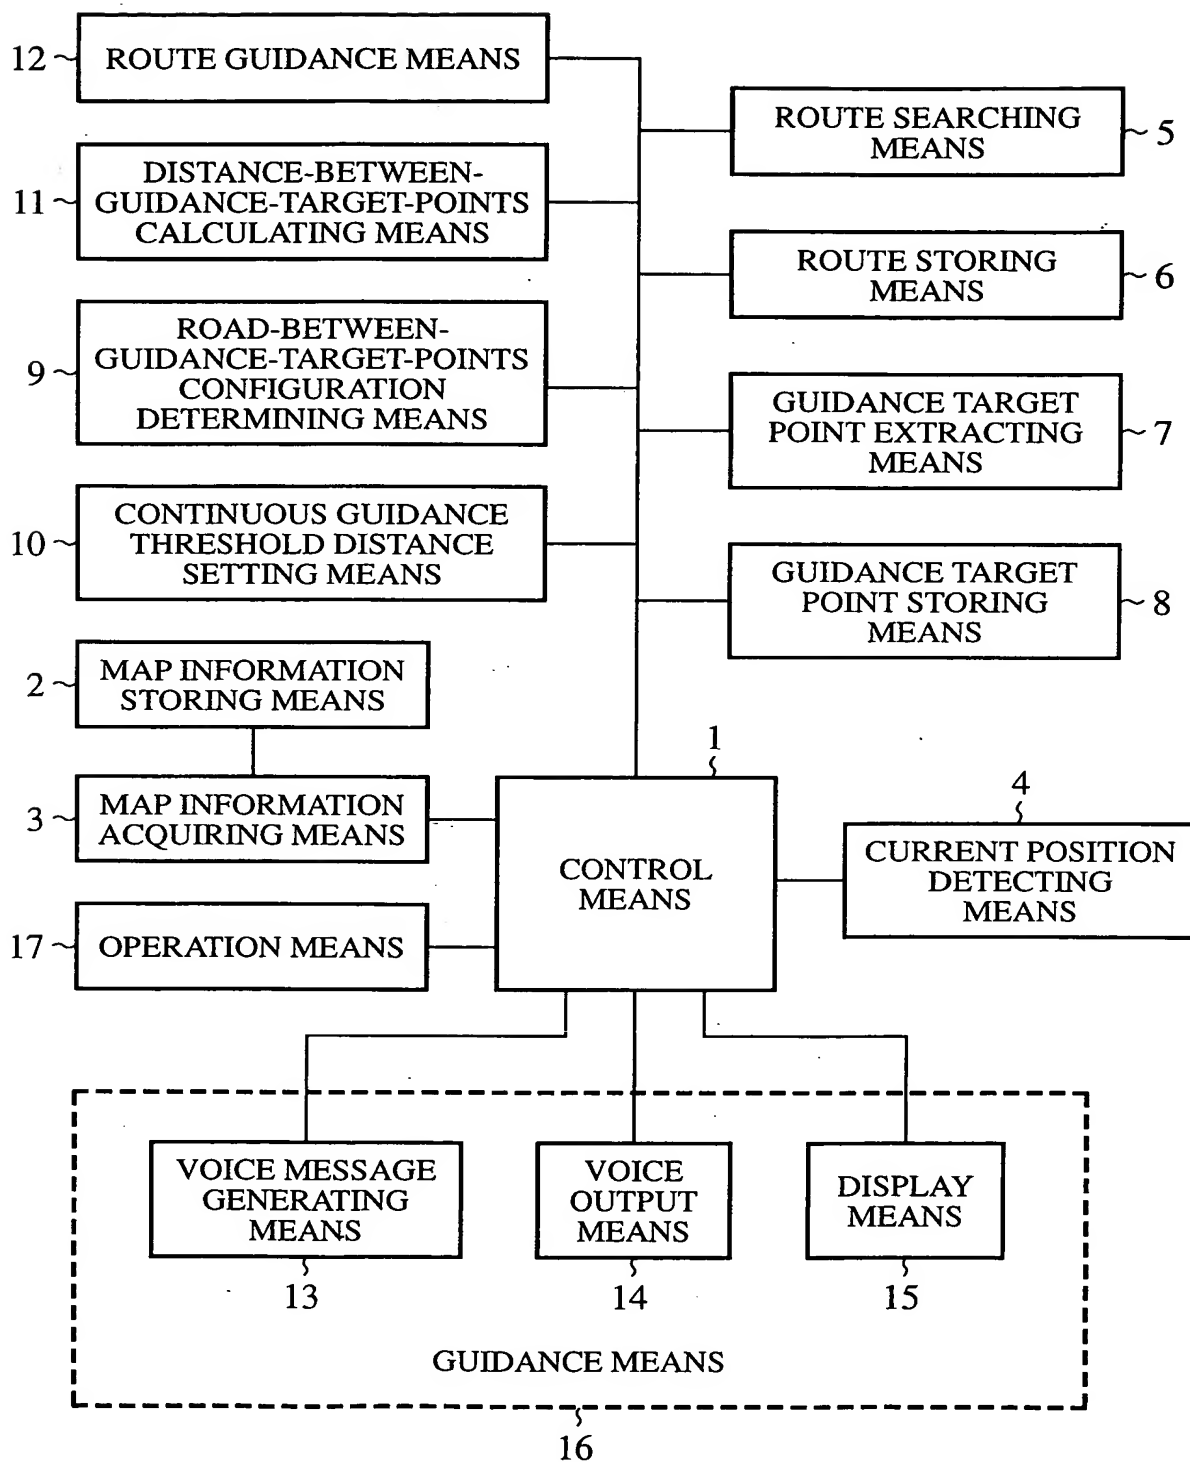 12
ROUTE GUIDANCE MEANS
ROUTE SEARCHING
MEANS
5
11
DISTANCE-BETWEEN-
GUIDANCE-TARGET-POINTS
CALCULATING MEANS
ROUTE STORING
MEANS
6
9
ROAD-BETWEEN-
GUIDANCE-TARGET-POINTS
CONFIGURATION
DETERMINING MEANS
GUIDANCE TARGET
POINT EXTRACTING
MEANS
7
10
CONTINUOUS GUIDANCE
THRESHOLD DISTANCE
SETTING MEANS
GUIDANCE TARGET
POINT STORING
MEANS
8
2
MAP INFORMATION
STORING MEANS
3
MAP INFORMATION
ACQUIRING MEANS
1
CONTROL
MEANS
4
CURRENT POSITION
DETECTING
MEANS
17
OPERATION MEANS
VOICE MESSAGE
GENERATING
MEANS
13
VOICE
OUTPUT
MEANS
14
DISPLAY
MEANS
15
GUIDANCE MEANS
16